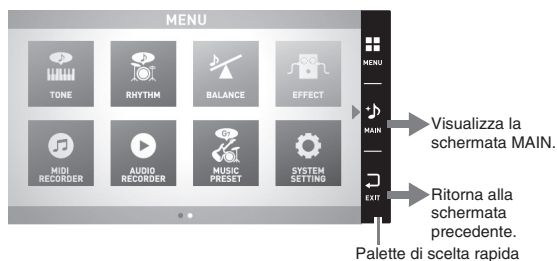 MENU
TONE
RHYTHM
BALANCE
EFFECT
MIDI
RECORDER
AUDIO
RECORDER
G7
MUSIC
PRESET
SYSTEM
SETTING
MENU
MAIN
EXIT
Visualizza la
schermata MAIN.
Ritorna alla
schermata
precedente.
Palette di scelta rapida